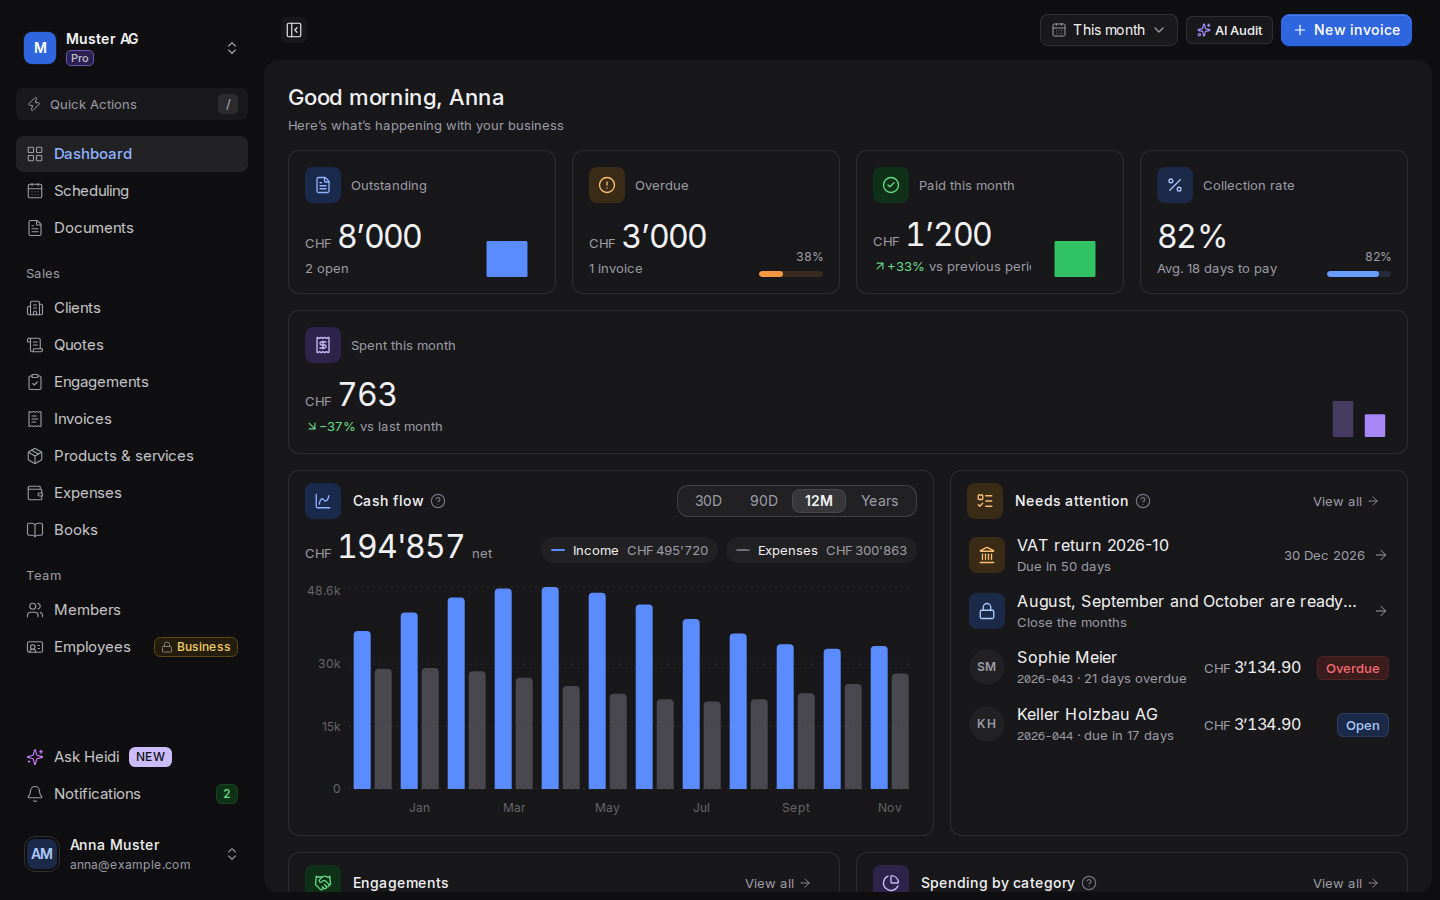 M
Muster AG
Pro
Quick Actions /
Dashboard
Scheduling
Documents
Sales
Clients
Quotes
Engagements
Invoices
Products & services
Expenses
Books
Team
Members
Employees Business
Ask Heidi NEW
Notifications 2
AM
Anna Muster
anna@example.com
This month
AI Audit
New invoice
Good morning, Anna
Here’s what’s happening with your business
Outstanding
CHF 8’000
2 open
Overdue
CHF 3’000
1 invoice
38%
Paid this month
CHF 1’200
+33% vs previous
Collection rate
82%
Avg. 18 days to pay
82%
Spent this month
CHF 763
−37% vs last month
Cash flow
30D 90D 12M Years
CHF 194'857 net
Income CHF 495'720
Expenses CHF 300'863
48.6k
30k
15k
0
Jan Mar May Jul Sept Nov
Needs attention
View all
VAT return 2026-10
Due in 50 days
30 Dec 2026
August, September and October are ready…
Close the months
SM
Sophie Meier
2026-043 · 21 days overdue
CHF 3’134.90
Overdue
KH
Keller Holzbau AG
2026-044 · due in 17 days
CHF 3’134.90
Open
Engagements
View all
Spending by category
View all